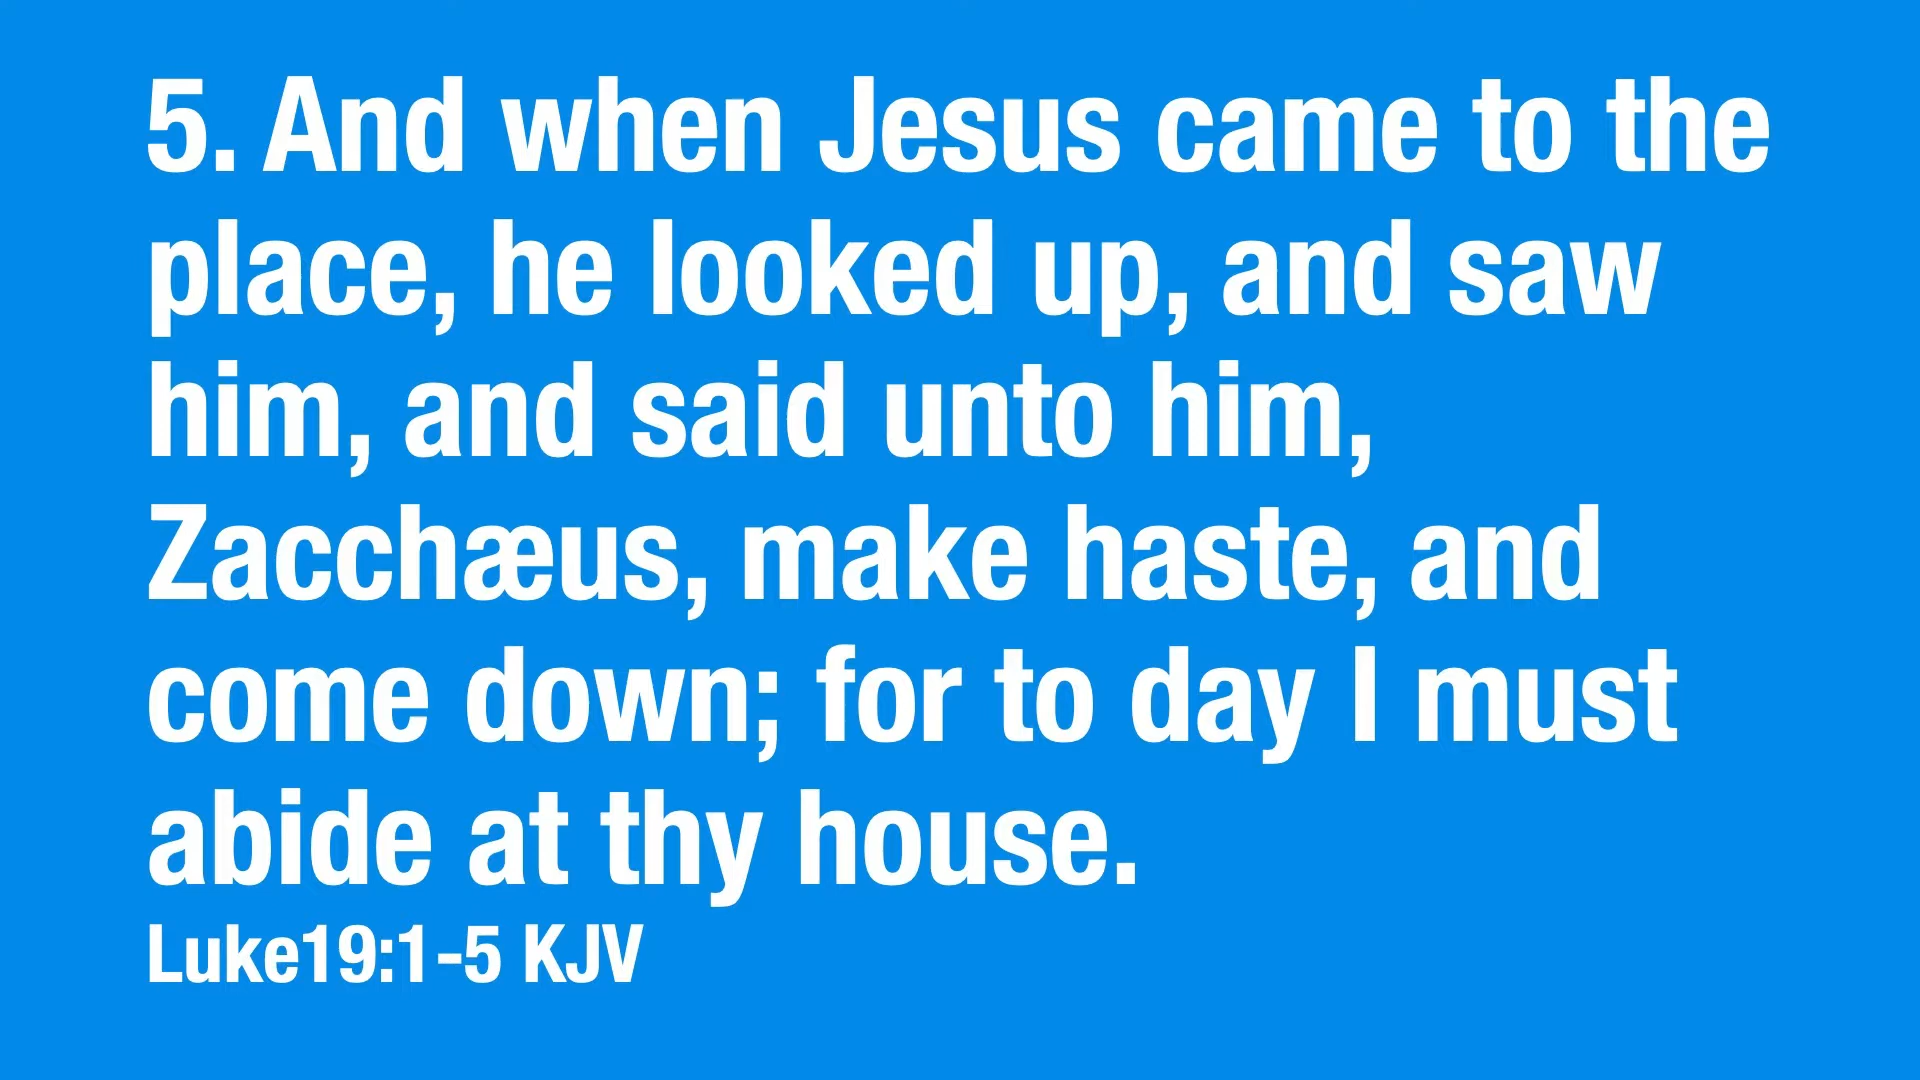 5. And when Jesus came to the
place, he looked up, and saw
him, and said unto him,
Zacchæus, make haste, and
come down; for to day I must
abide at thy house.
Luke19:1-5 KJV